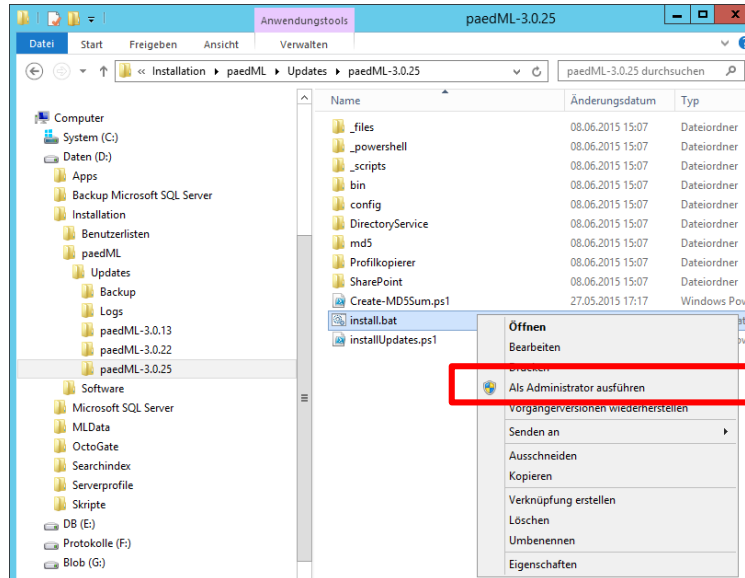 Anwendungstools
paedML-3.0.25
Datei Start Freigeben Ansicht Verwalten
« Installation paedML Updates paedML-3.0.25
paedML-3.0.25 durchsuchen
Computer
System (C:)
Daten (D:)
Apps
Backup Microsoft SQL Server
Installation
Benutzerlisten
paedML
Updates
Backup
Logs
paedML-3.0.13
paedML-3.0.22
paedML-3.0.25
Software
Microsoft SQL Server
MLData
OctoGate
Searchindex
Serverprofile
Skripte
DB (E:)
Protokolle (F:)
Blob (G:)
Name Änderungsdatum Typ
_files 08.06.2015 15:07 Dateiordner
_powershell 08.06.2015 15:07 Dateiordner
_scripts 08.06.2015 15:07 Dateiordner
bin 08.06.2015 15:07 Dateiordner
config 08.06.2015 15:07 Dateiordner
DirectoryService 08.06.2015 15:07 Dateiordner
md5 08.06.2015 15:07 Dateiordner
Profilkopierer 08.06.2015 15:07 Dateiordner
SharePoint 08.06.2015 15:07 Dateiordner
Create-MD5Sum.ps1 27.05.2015 17:17 Windows Pow
install.bat
installUpdates.ps1
Öffnen
Bearbeiten
Drucken
Als Administrator ausführen
Vorgängerversionen wiederherstellen
Senden an
Ausschneiden
Kopieren
Verknüpfung erstellen
Löschen
Umbenennen
Eigenschaften